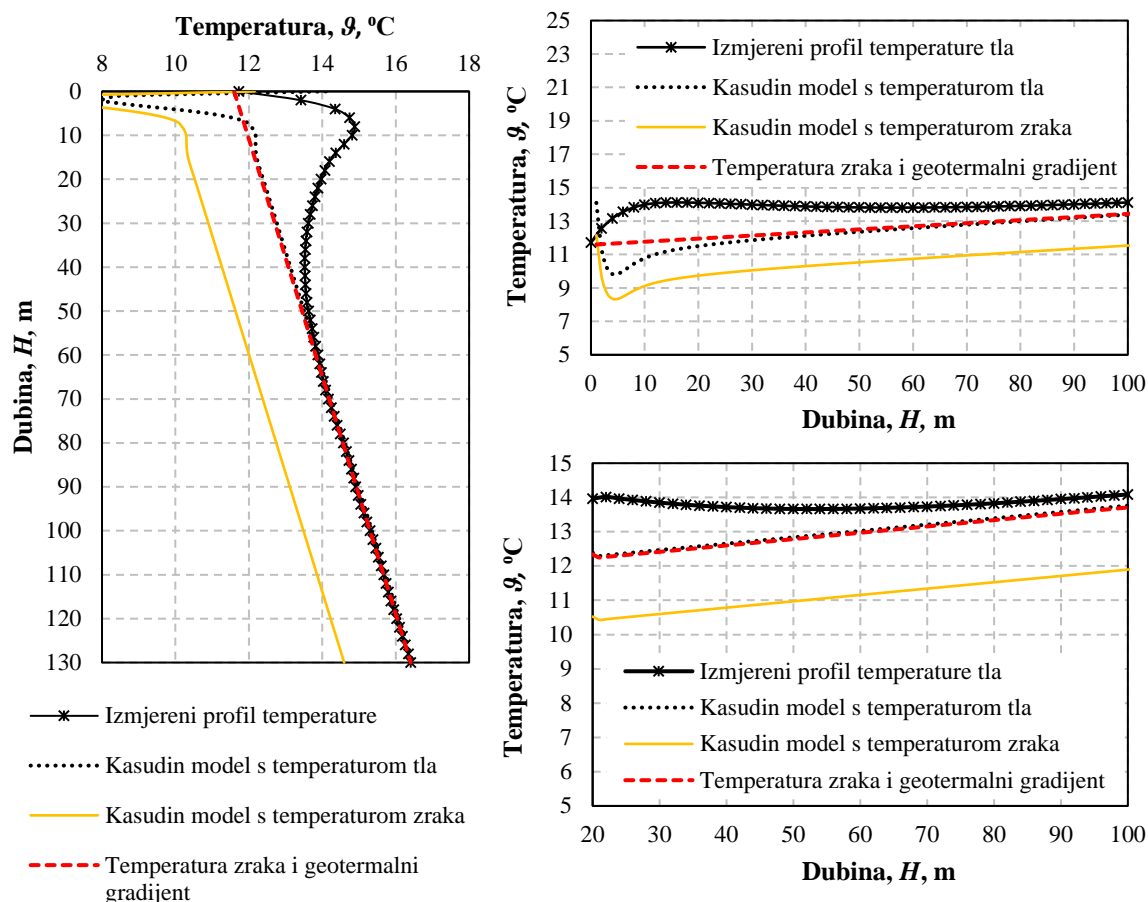 Temperatura, ϑ, ⁰C
8 10 12 14 16 18
0
10
20
30
40
50
60
70
80
90
100
110
120
130
Dubina, H, m
Izmjereni profil temperature
Kasudin model s temperaturom tla
Kasudin model s temperaturom zraka
Temperatura zraka i geotermalni
gradijent
25
23
21
19
17
15
13
11
9
7
5
Temperatura, ϑ, ⁰C
Izmjereni profil temperature tla
Kasudin model s temperaturom tla
Kasudin model s temperaturom zraka
Temperatura zraka i geotermalni gradijent
0 10 20 30 40 50 60 70 80 90 100
Dubina, H, m
15
14
13
12
11
10
9
8
7
6
5
Temperatura, ϑ, ⁰C
Izmjereni profil temperature tla
Kasudin model s temperaturom tla
Kasudin model s temperaturom zraka
Temperatura zraka i geotermalni gradijent
20 30 40 50 60 70 80 90 100
Dubina, H, m